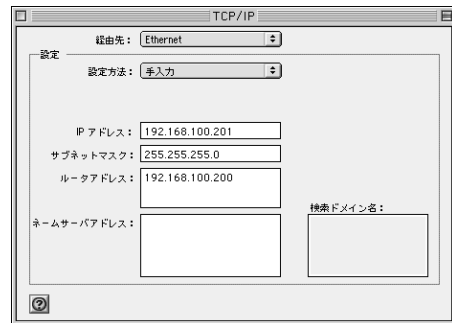 TCP/IP
経由先： Ethernet
設定
設定方法： 手入力
IP アドレス： 192.168.100.201
サブネットマスク： 255.255.255.0
ルータアドレス： 192.168.100.200
検索ドメイン名：
ネームサーバアドレス：
?